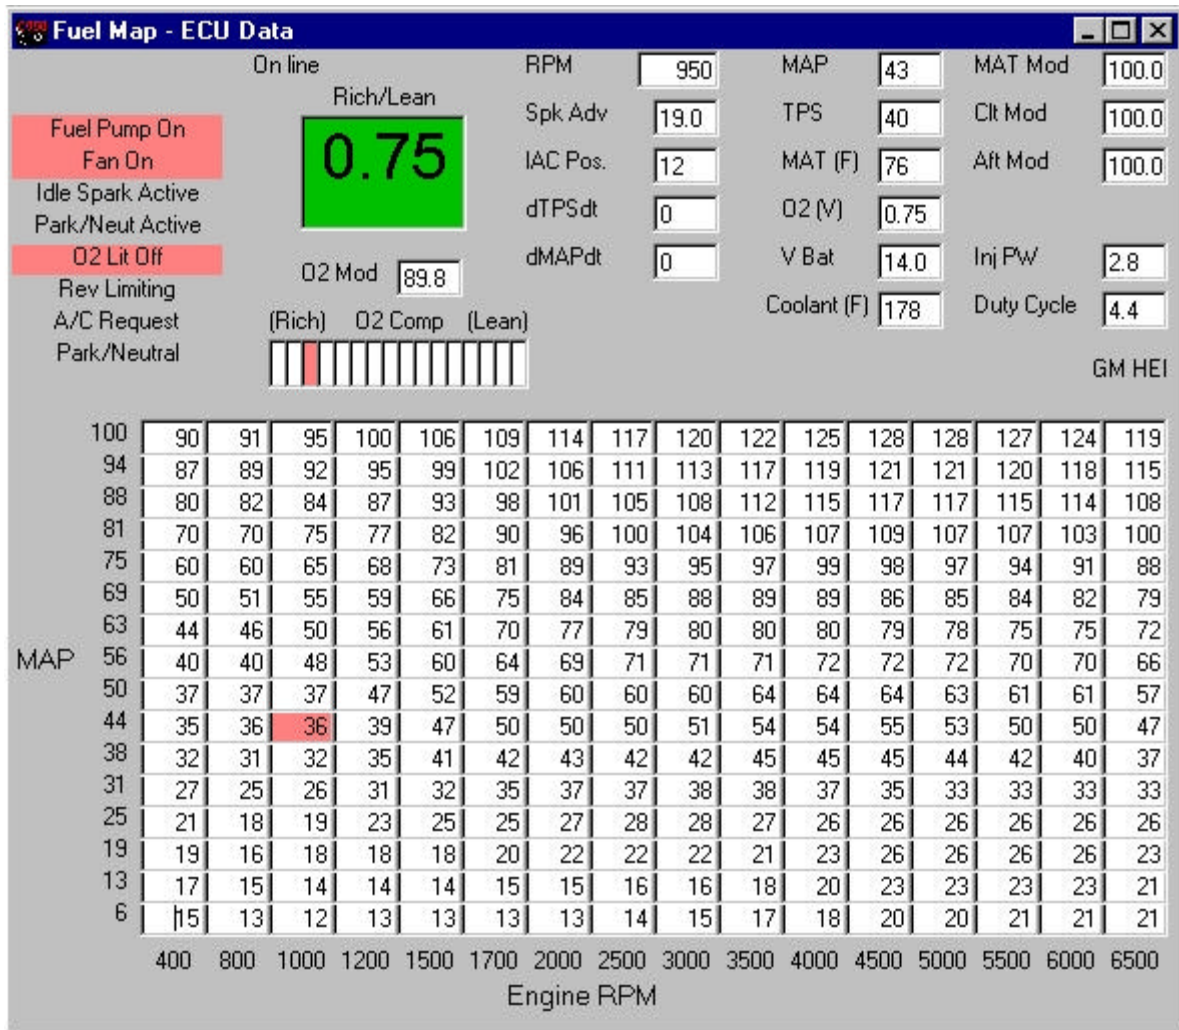 Fuel Map - ECU Data
On line
RPM 950 MAP 43 MAT Mod 100.0
Rich/Lean
0.75
Spk Adv 19.0 TPS 40 Clt Mod 100.0
Fuel Pump On
Fan On
IAC Pos. 12 MAT (F) 76 Aft Mod 100.0
Idle Spark Active
Park/Neut Active
dTPSdt 0 O2 (V) 0.75
O2 Lit Off
O2 Mod 89.8
dMAPdt 0 V Bat 14.0 Inj PW 2.8
Rev Limiting
Coolant (F) 178 Duty Cycle 4.4
A/C Request
(Rich) O2 Comp (Lean)
Park/Neutral
GM HEI
100 90 91 95 100 106 109 114 117 120 122 125 128 128 127 124 119
94 87 89 92 95 99 102 106 111 113 117 119 121 121 120 118 115
88 80 82 84 87 93 98 101 105 108 112 115 117 117 115 114 108
81 70 70 75 77 82 90 96 100 104 106 107 109 107 107 103 100
75 60 60 65 68 73 81 89 93 95 97 99 98 97 94 91 88
69 50 51 55 59 66 75 84 85 88 89 89 86 85 84 82 79
63 44 46 50 56 61 70 77 79 80 80 80 79 78 75 75 72
MAP 56 40 40 48 53 60 64 69 71 71 71 72 72 72 70 70 66
50 37 37 37 47 52 59 60 60 60 64 64 64 63 61 61 57
44 35 36 36 39 47 50 50 50 51 54 54 55 53 50 50 47
38 32 31 32 35 41 42 43 42 42 45 45 45 44 42 40 37
31 27 25 26 31 32 35 37 37 38 38 37 35 33 33 33 33
25 21 18 19 23 25 25 27 28 28 27 26 26 26 26 26 26
19 19 16 18 18 18 20 22 22 22 21 23 26 26 26 26 23
13 17 15 14 14 14 15 15 16 16 18 20 23 23 23 23 21
6 15 13 12 13 13 13 13 14 15 17 18 20 20 21 21 21
400 800 1000 1200 1500 1700 2000 2500 3000 3500 4000 4500 5000 5500 6000 6500
Engine RPM